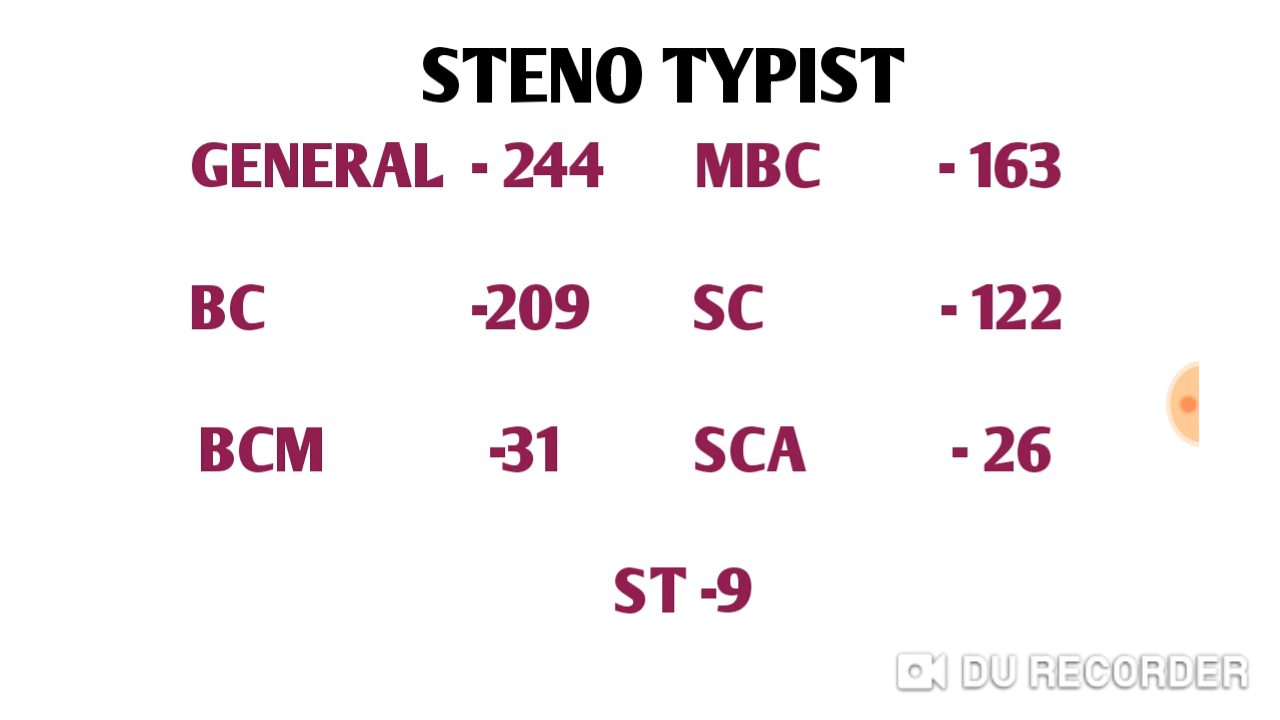 STENO TYPIST
GENERAL - 244 MBC - 163
BC -209 SC - 122
BCM -31 SCA - 26
ST -9
DU RECORDER